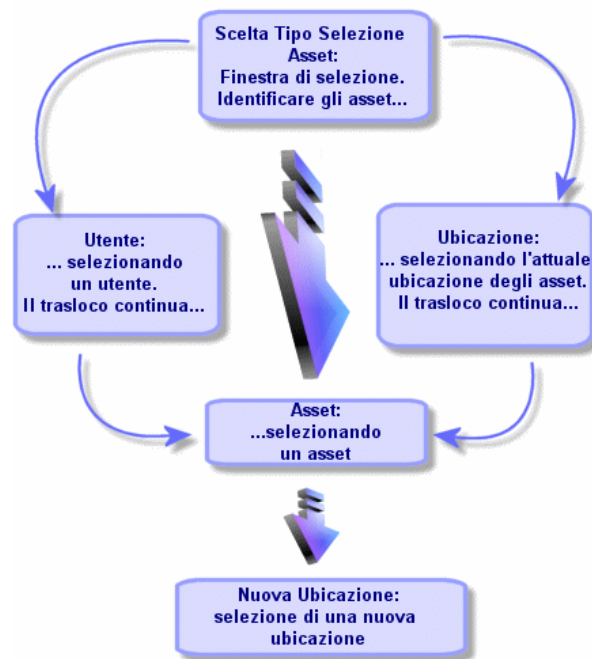 Scelta Tipo Selezione
Asset:
Finestra di selezione.
Identificare gli asset...
Utente:
... selezionando
un utente.
Il trasloco continua...
Ubicazione:
... selezionando l'attuale
ubicazione degli asset.
Il trasloco continua...
Asset:
...selezionando
un asset
Nuova Ubicazione:
selezione di una nuova
ubicazione